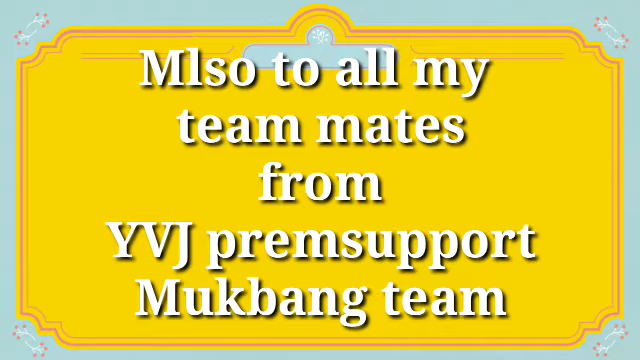 Mlso to all my
team mates
from
YVJ premsupport
Mukbang team